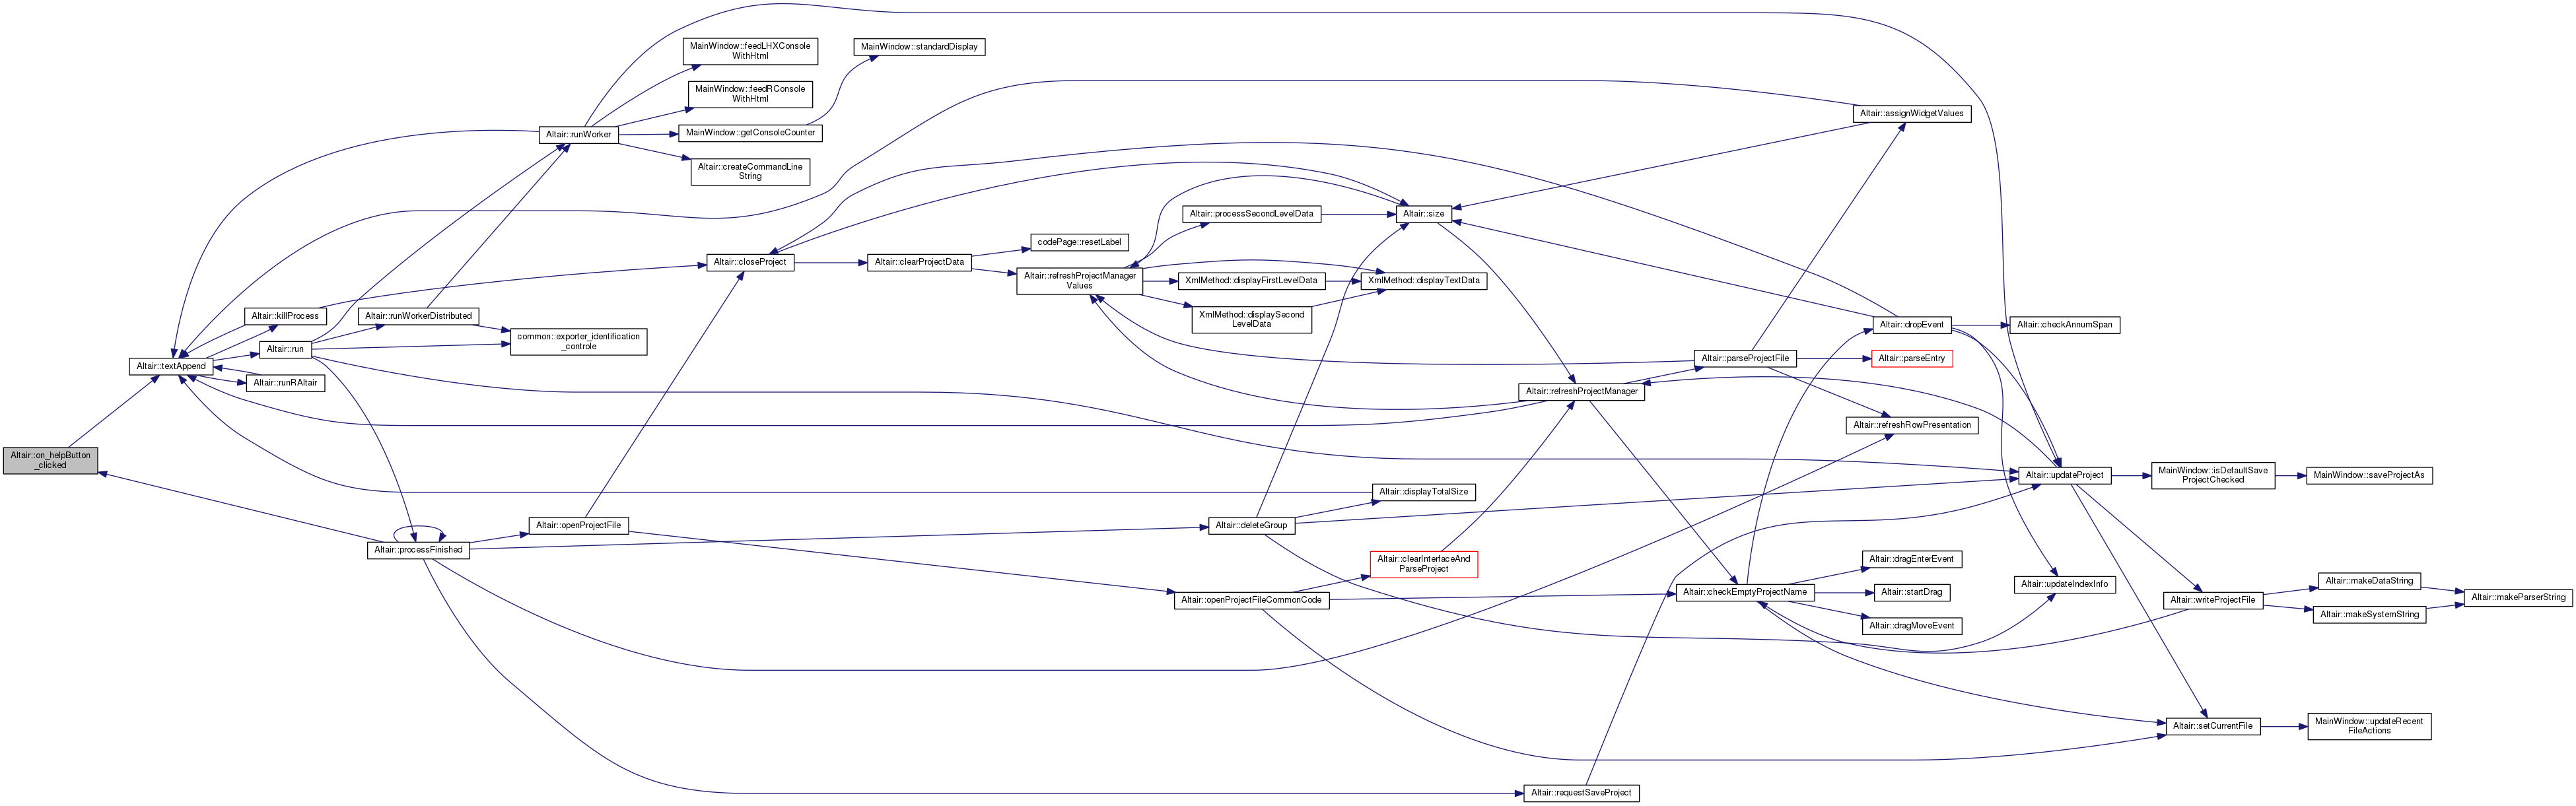 MainWindow::feedLHXConsole
WithHtml
MainWindow::standardDisplay
MainWindow::feedRConsole
WithHtml
Altair::assignWidgetValues
Altair::runWorker
MainWindow::getConsoleCounter
Altair::createCommandLine
String
Altair::processSecondLevelData
Altair::size
codePage::resetLabel
Altair::closeProject
Altair::clearProjectData
Altair::refreshProjectManager
Values
XmlMethod::displayFirstLevelData
XmlMethod::displayTextData
Altair::killProcess
Altair::runWorkerDistributed
XmlMethod::displaySecond
LevelData
Altair::dropEvent
Altair::checkAnnumSpan
common::exporter_identification
_controle
Altair::run
Altair::textAppend
Altair::parseProjectFile
Altair::parseEntry
Altair::runRAltair
Altair::refreshProjectManager
Altair::refreshRowPresentation
Altair::on_helpButton
_clicked
Altair::updateProject
MainWindow::isDefaultSave
ProjectChecked
MainWindow::saveProjectAs
Altair::displayTotalSize
Altair::openProjectFile
Altair::deleteGroup
Altair::processFinished
Altair::clearInterfaceAnd
ParseProject
Altair::dragEnterEvent
Altair::updateIndexInfo
Altair::makeDataString
Altair::openProjectFileCommonCode
Altair::checkEmptyProjectName
Altair::startDrag
Altair::writeProjectFile
Altair::makeParserString
Altair::makeSystemString
Altair::dragMoveEvent
Altair::setCurrentFile
MainWindow::updateRecent
FileActions
Altair::requestSaveProject